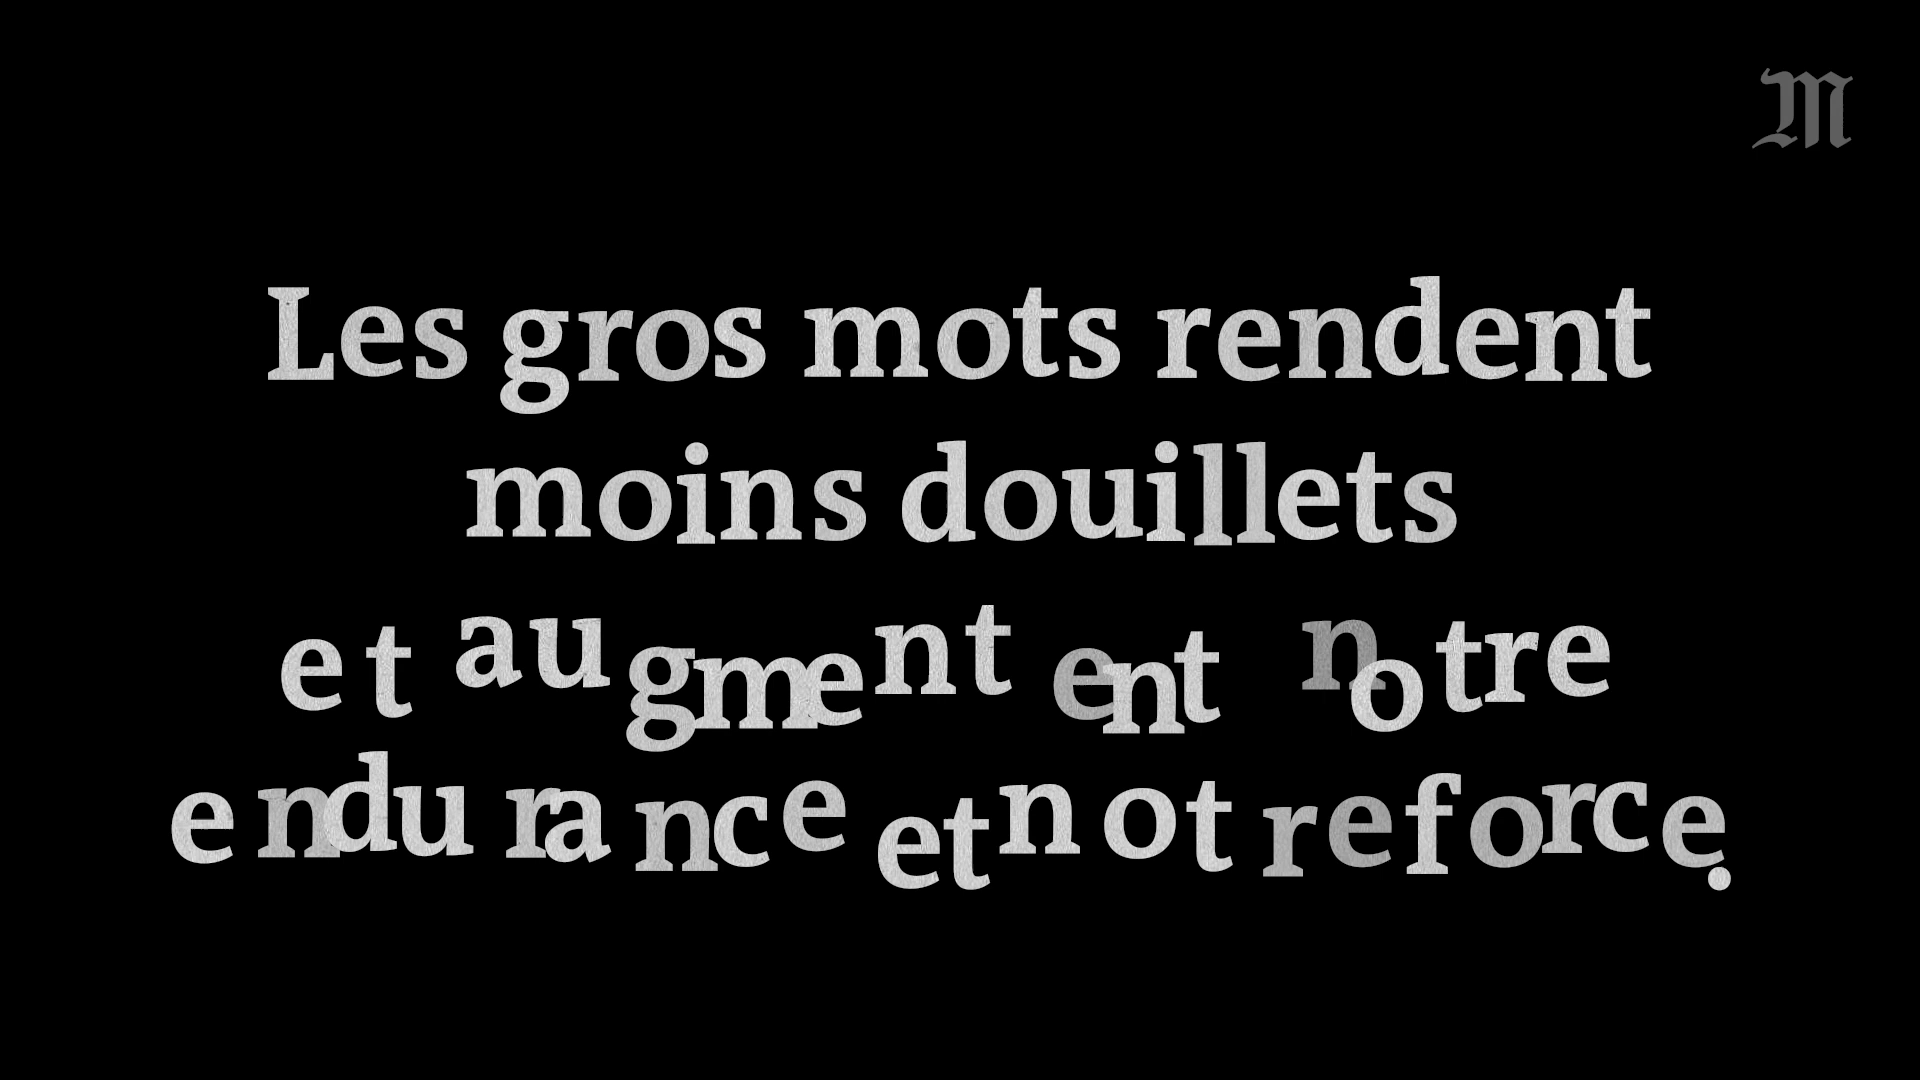 M
Les gros mots rendent
moins douillets
et augmentent notre
endurance et notre force.